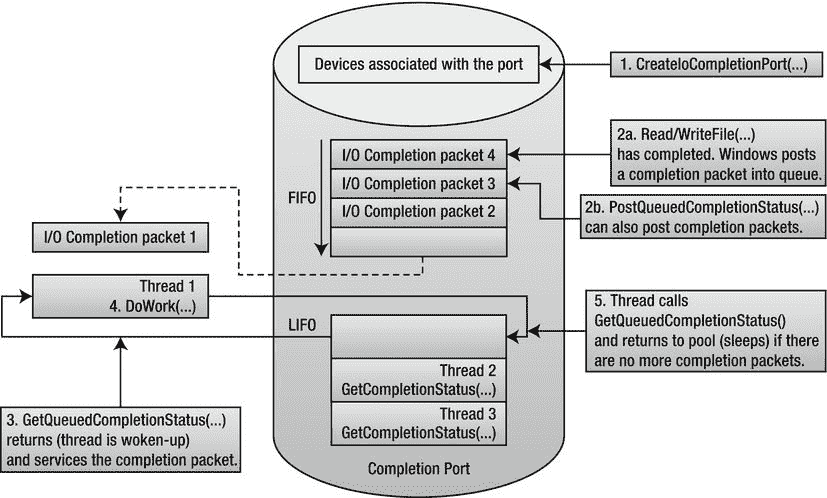 Devices associated with the port
1. CreateIoCompletionPort(...)
I/O Completion packet 4
I/O Completion packet 3
I/O Completion packet 2
FIFO
2a. Read/WriteFile(...)
has completed. Windows posts
a completion packet into queue.
2b. PostQueuedCompletionStatus(...)
can also post completion packets.
I/O Completion packet 1
Thread 1
4. DoWork(...)
LIFO
5. Thread calls
GetQueuedCompletionStatus()
and returns to pool (sleeps) if there
are no more completion packets.
Thread 2
GetCompletionStatus(...)
Thread 3
GetCompletionStatus(...)
3. GetQueuedCompletionStatus(...)
returns (thread is woken-up)
and services the completion packet.
Completion Port